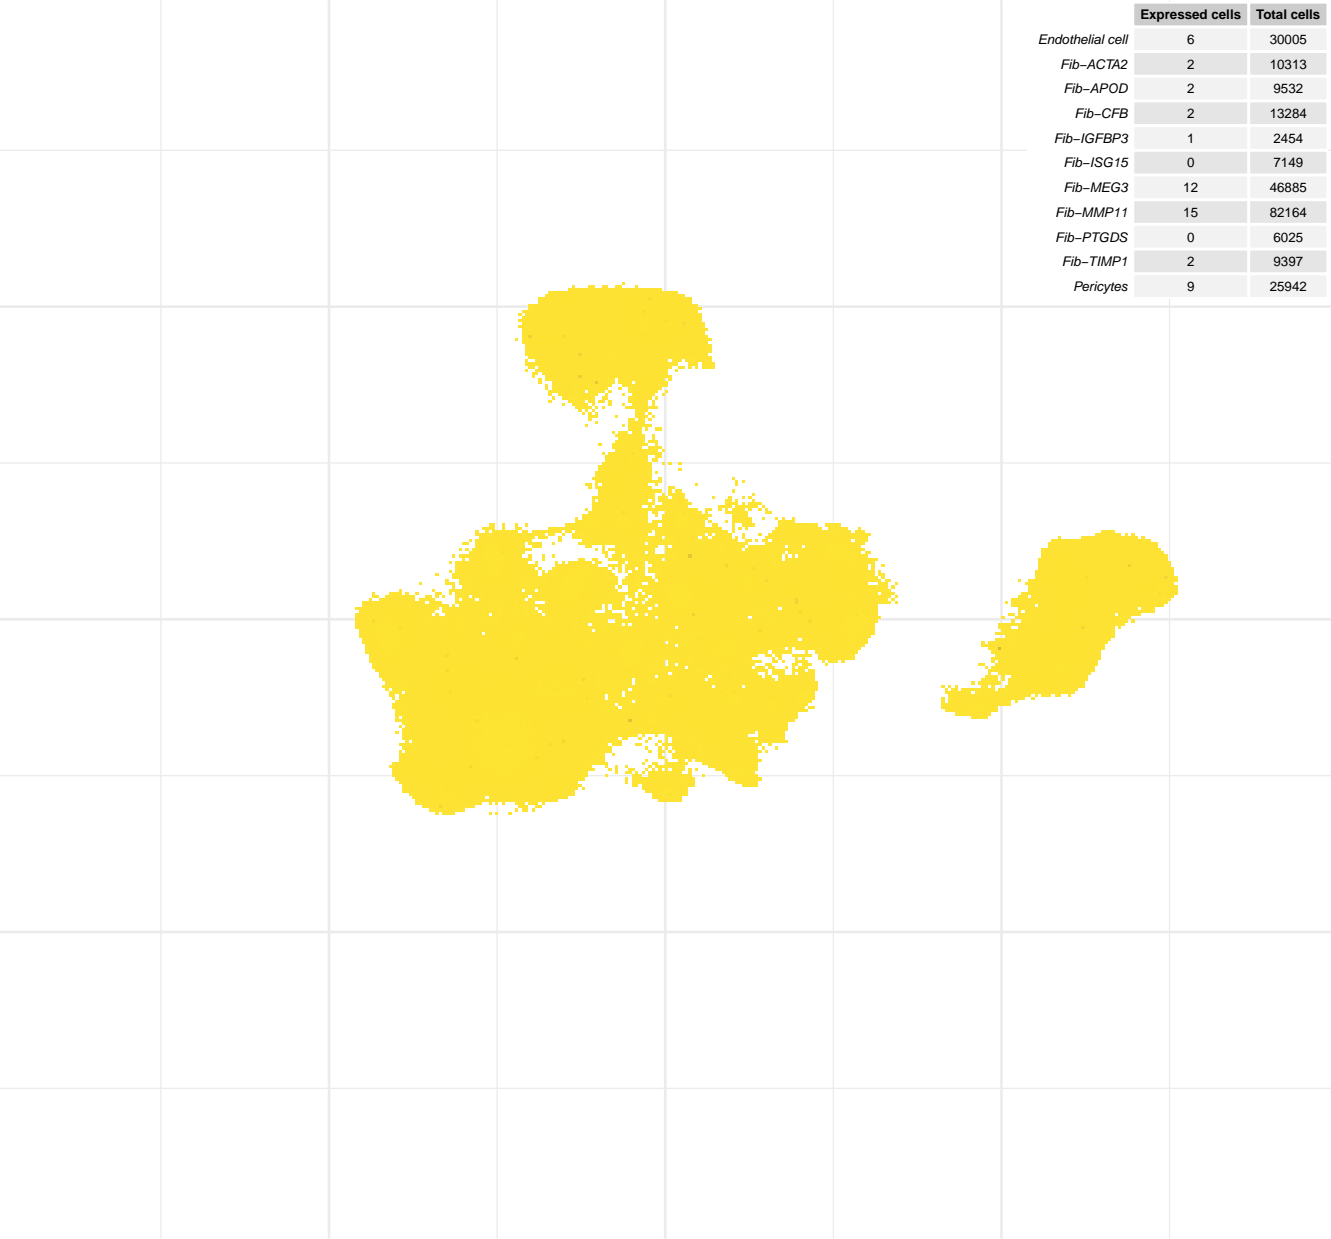 Expressed cells Total cells
Endothelial cell 6 30005
Fib−ACTA2 2 10313
Fib−APOD 2 9532
Fib−CFB 2 13284
Fib−IGFBP3 1 2454
Fib−ISG15 0 7149
Fib−MEG3 12 46885
Fib−MMP11 15 82164
Fib−PTGDS 0 6025
Fib−TIMP1 2 9397
Pericytes 9 25942